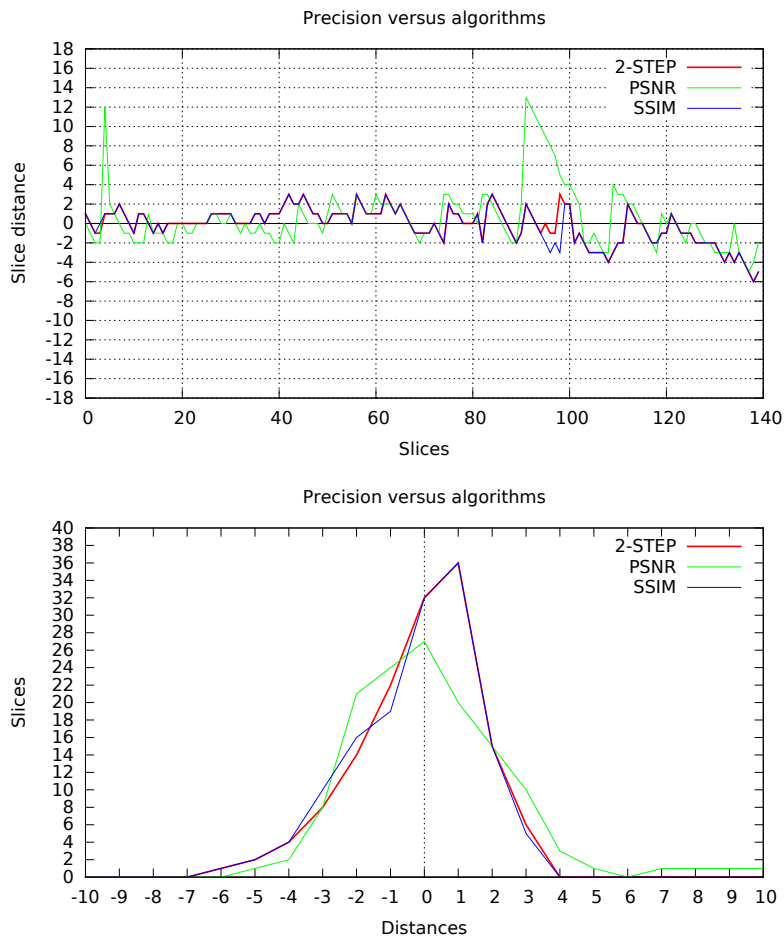 Precision versus algorithms
18
16
14
12
10
8
6
4
2
0
-2
-4
-6
-8
-10
-12
-14
-16
-18
Slice distance
2-STEP
PSNR
SSIM
0 20 40 60 80 100 120 140
Slices
Precision versus algorithms
40
38
36
34
32
30
28
26
24
22
20
18
16
14
12
10
8
6
4
2
0
Slices
2-STEP
PSNR
SSIM
-10 -9 -8 -7 -6 -5 -4 -3 -2 -1 0 1 2 3 4 5 6 7 8 9 10
Distances